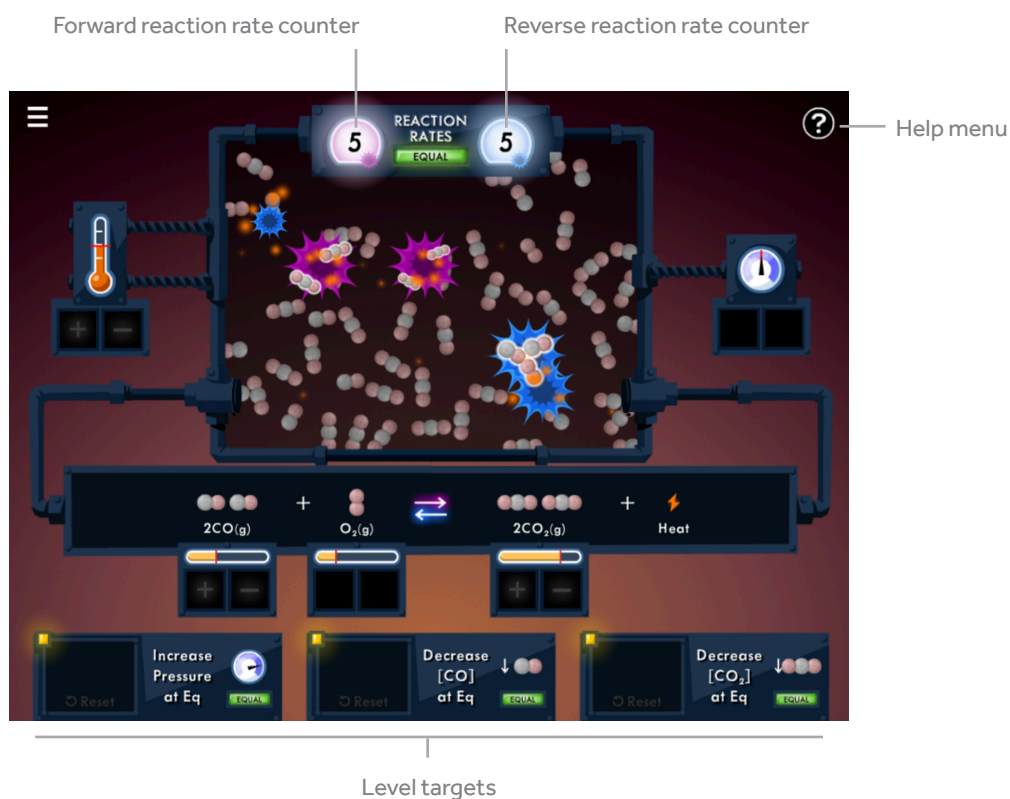 Forward reaction rate counter
Reverse reaction rate counter
5
REACTION
RATES
EQUAL
5
?
Help menu
+ −
2CO(g) + O₂(g) 2CO₂(g) + Heat
+ −
+ −
Reset
Increase
Pressure
at Eq
EQUAL
Reset
Decrease
[CO]
at Eq
↓
EQUAL
Decrease
[CO₂]
at Eq
↓
EQUAL
Reset
Level targets